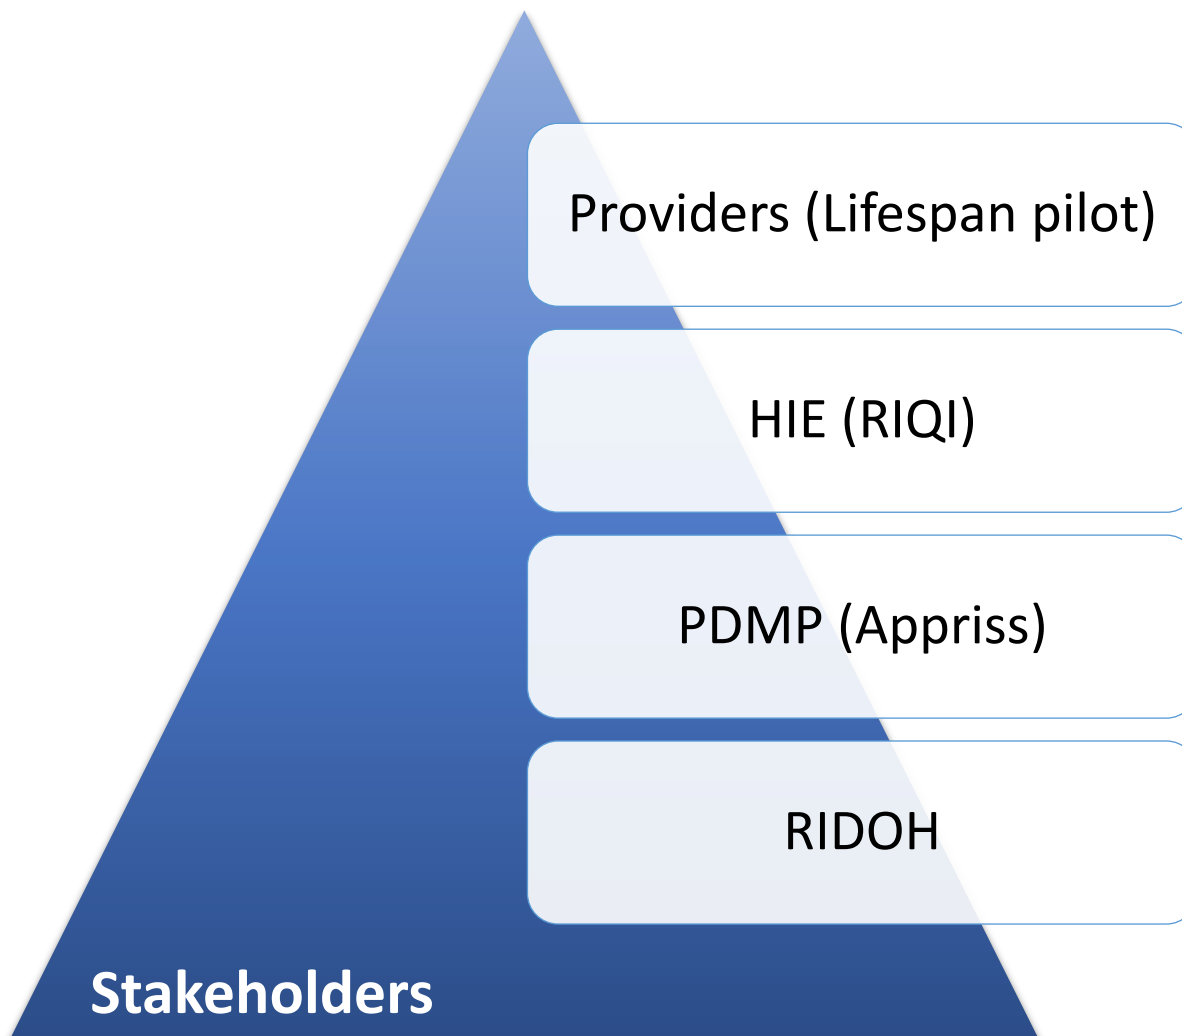 Providers (Lifespan pilot)
HIE (RIQI)
PDMP (Appriss)
RIDOH
Stakeholders